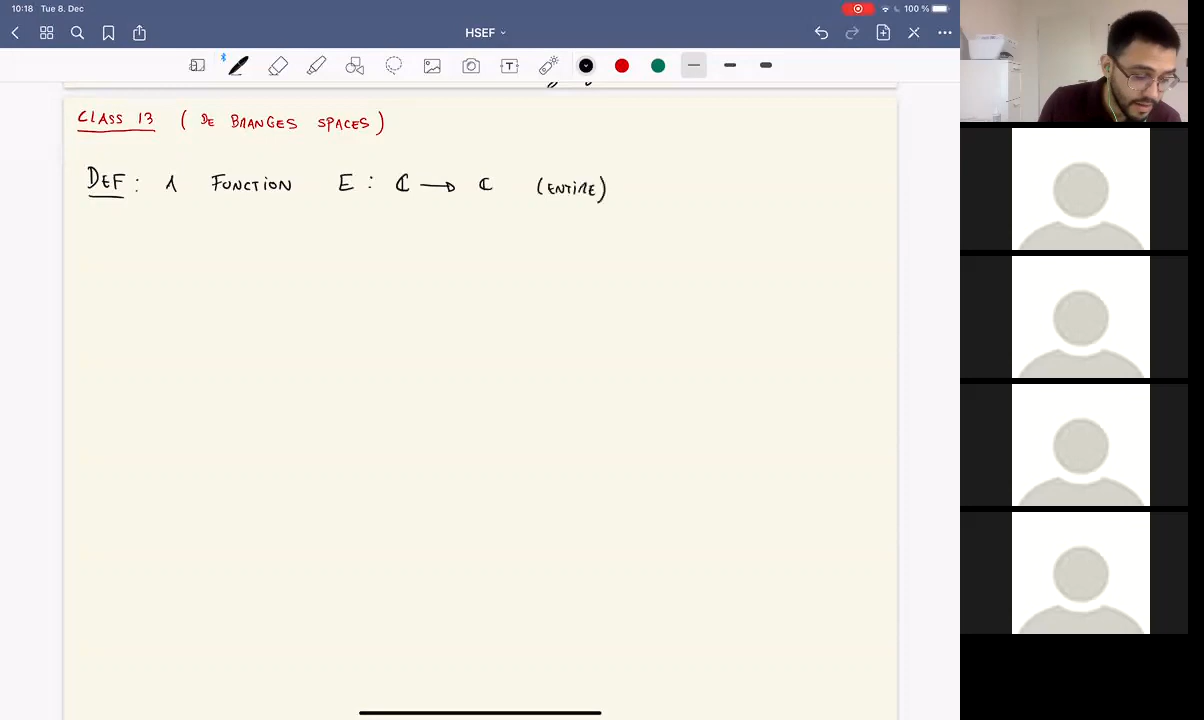 10:18 Tue 8. Dec 100 %
HSEF
CLASS 13 ( DE BRANGES SPACES )
DEF: A FUNCTION E : ℂ → ℂ (ENTIRE)